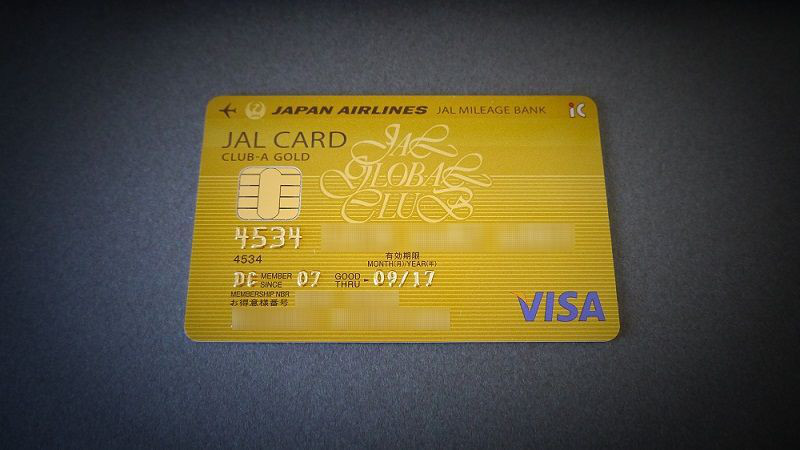 JAPAN AIRLINES JAL MILEAGE BANK iC
JAL CARD
CLUB-A GOLD
JAL
GLOBAL
CLUB
4534
4534
有効期限
MONTH(月)/YEAR(年)
DC MEMBER SINCE 07 GOOD THRU 09/17
MEMBERSHIP NBR
お得意様番号
VISA